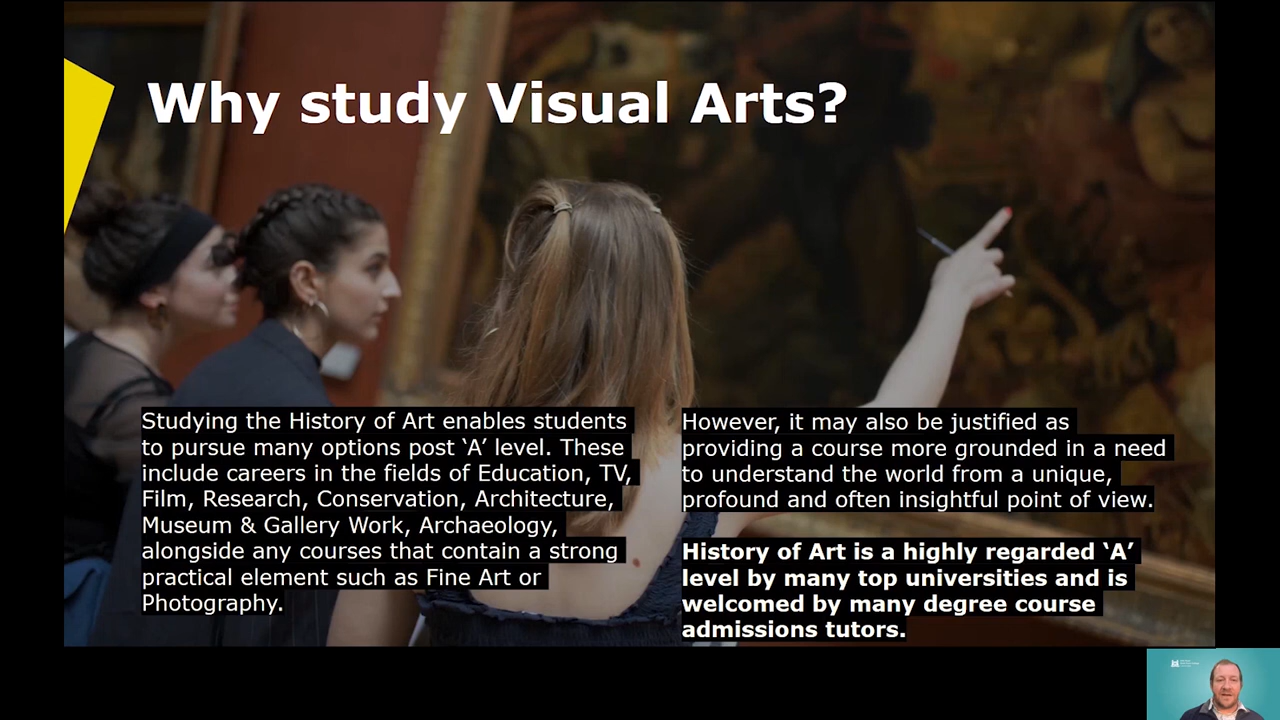 Why study Visual Arts?
Studying the History of Art enables students
to pursue many options post ‘A’ level. These
include careers in the fields of Education, TV,
Film, Research, Conservation, Architecture,
Museum & Gallery Work, Archaeology,
alongside any courses that contain a strong
practical element such as Fine Art or
Photography.
However, it may also be justified as
providing a course more grounded in a need
to understand the world from a unique,
profound and often insightful point of view.
History of Art is a highly regarded ‘A’
level by many top universities and is
welcomed by many degree course
admissions tutors.